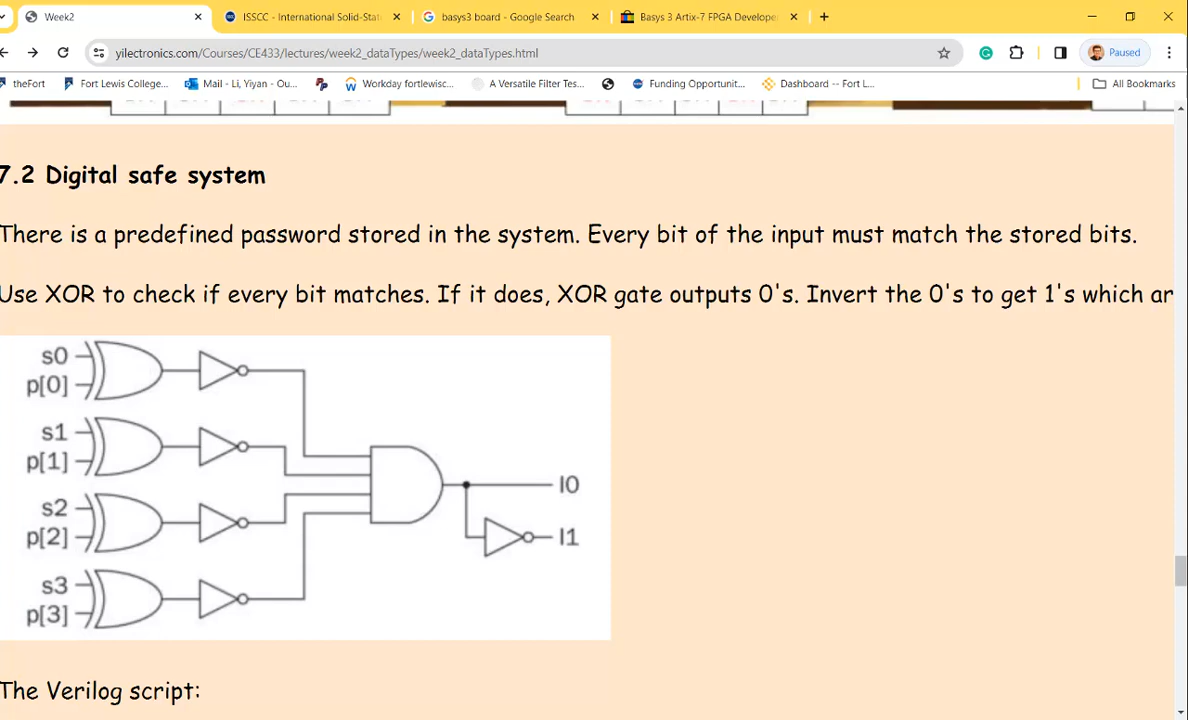 Week2
ISSCC - International Solid-Stat
basys3 board - Google Search
Basys 3 Artix-7 FPGA Develope
yilectronics.com/Courses/CE433/lectures/week2_dataTypes/week2_dataTypes.html
Paused
theFort
Fort Lewis College...
Mail - Li, Yiyan - Ou...
Workday fortlewisc...
A Versatile Filter Tes...
Funding Opportunit...
Dashboard -- Fort L...
All Bookmarks
7.2 Digital safe system
There is a predefined password stored in the system. Every bit of the input must match the stored bits.
Use XOR to check if every bit matches. If it does, XOR gate outputs 0's. Invert the 0's to get 1's which ar
s0
p[0]
s1
p[1]
s2
p[2]
s3
p[3]
l0
l1
The Verilog script: